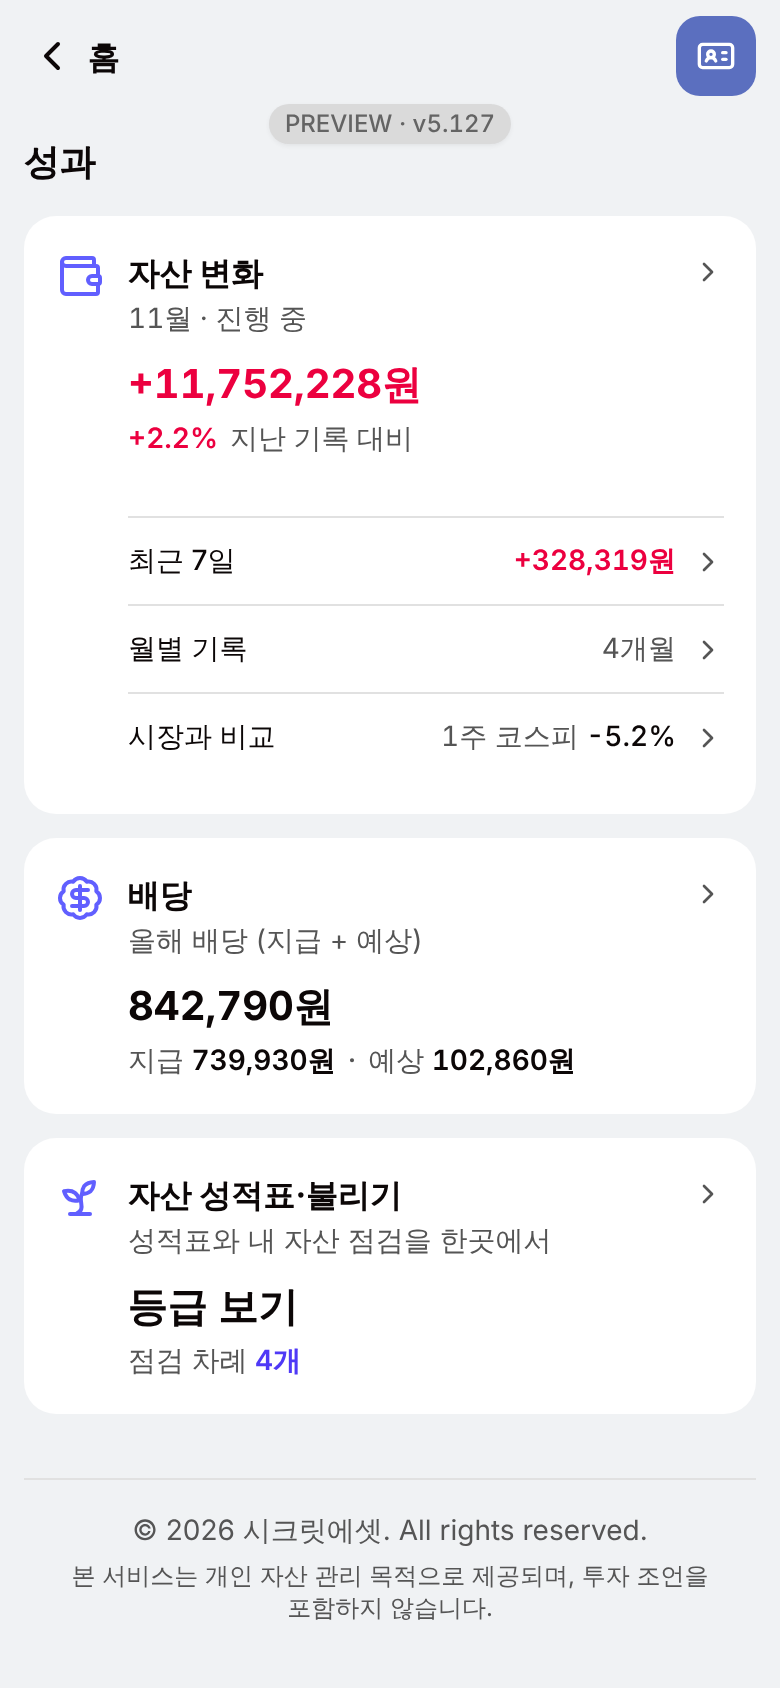 홈
PREVIEW · v5.127
성과
자산 변화
11월 · 진행 중
+11,752,228원
+2.2% 지난 기록 대비
최근 7일 +328,319원
월별 기록 4개월
시장과 비교 1주 코스피 -5.2%
배당
올해 배당 (지급 + 예상)
842,790원
지급 739,930원 · 예상 102,860원
자산 성적표·불리기
성적표와 내 자산 점검을 한곳에서
등급 보기
점검 차례 4개
© 2026 시크릿에셋. All rights reserved.
본 서비스는 개인 자산 관리 목적으로 제공되며, 투자 조언을
포함하지 않습니다.